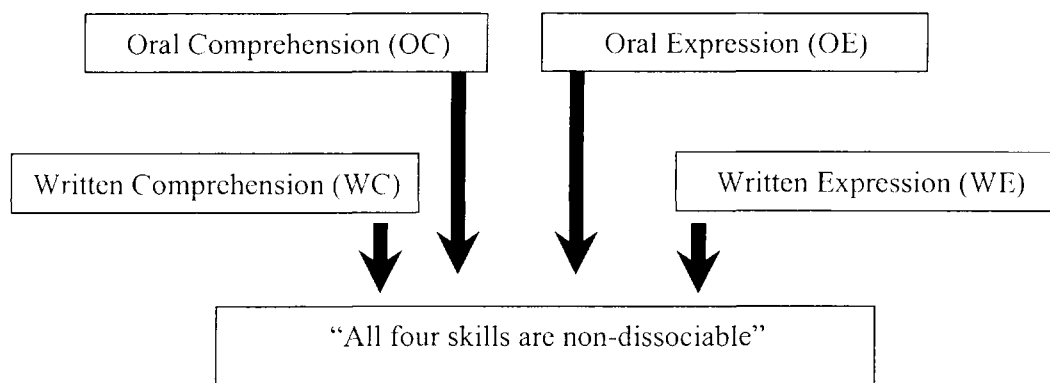 Oral Comprehension (OC)
Oral Expression (OE)
Written Comprehension (WC)
Written Expression (WE)
“All four skills are non-dissociable”